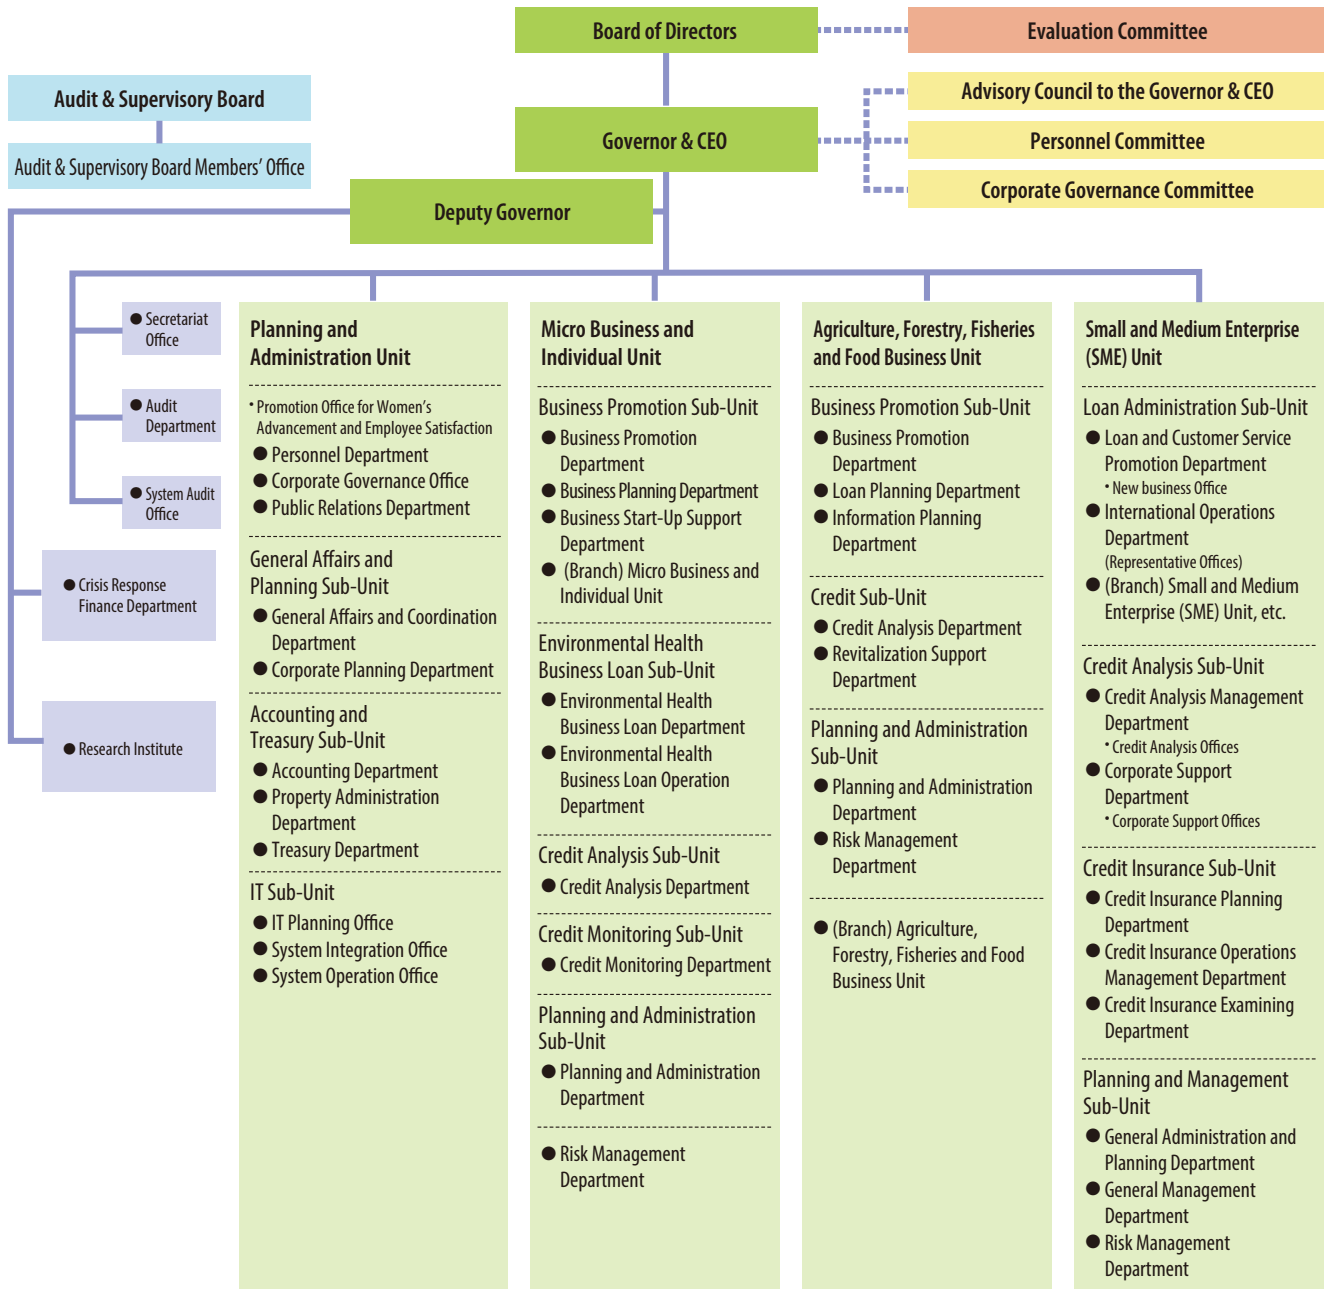 Board of Directors
Evaluation Committee
Audit & Supervisory Board
Audit & Supervisory Board Members’ Office
Governor & CEO
Advisory Council to the Governor & CEO
Personnel Committee
Corporate Governance Committee
Deputy Governor
● Secretariat
Office
● Audit
Department
● System Audit
Office
● Crisis Response
Finance Department
● Research Institute
Planning and
Administration Unit
• Promotion Office for Women’s
Advancement and Employee Satisfaction
● Personnel Department
● Corporate Governance Office
● Public Relations Department
General Affairs and
Planning Sub-Unit
● General Affairs and Coordination
Department
● Corporate Planning Department
Accounting and
Treasury Sub-Unit
● Accounting Department
● Property Administration
Department
● Treasury Department
IT Sub-Unit
● IT Planning Office
● System Integration Office
● System Operation Office
Micro Business and
Individual Unit
Business Promotion Sub-Unit
● Business Promotion
Department
● Business Planning Department
● Business Start-Up Support
Department
● (Branch) Micro Business and
Individual Unit
Environmental Health
Business Loan Sub-Unit
● Environmental Health
Business Loan Department
● Environmental Health
Business Loan Operation
Department
Credit Analysis Sub-Unit
● Credit Analysis Department
Credit Monitoring Sub-Unit
● Credit Monitoring Department
Planning and Administration
Sub-Unit
● Planning and Administration
Department
● Risk Management
Department
Agriculture, Forestry, Fisheries
and Food Business Unit
Business Promotion Sub-Unit
● Business Promotion
Department
● Loan Planning Department
● Information Planning
Department
Credit Sub-Unit
● Credit Analysis Department
● Revitalization Support
Department
Planning and Administration
Sub-Unit
● Planning and Administration
Department
● Risk Management
Department
● (Branch) Agriculture,
Forestry, Fisheries and Food
Business Unit
Small and Medium Enterprise
(SME) Unit
Loan Administration Sub-Unit
● Loan and Customer Service
Promotion Department
• New business Office
● International Operations
Department
(Representative Offices)
● (Branch) Small and Medium
Enterprise (SME) Unit, etc.
Credit Analysis Sub-Unit
● Credit Analysis Management
Department
• Credit Analysis Offices
● Corporate Support
Department
• Corporate Support Offices
Credit Insurance Sub-Unit
● Credit Insurance Planning
Department
● Credit Insurance Operations
Management Department
● Credit Insurance Examining
Department
Planning and Management
Sub-Unit
● General Administration and
Planning Department
● General Management
Department
● Risk Management
Department